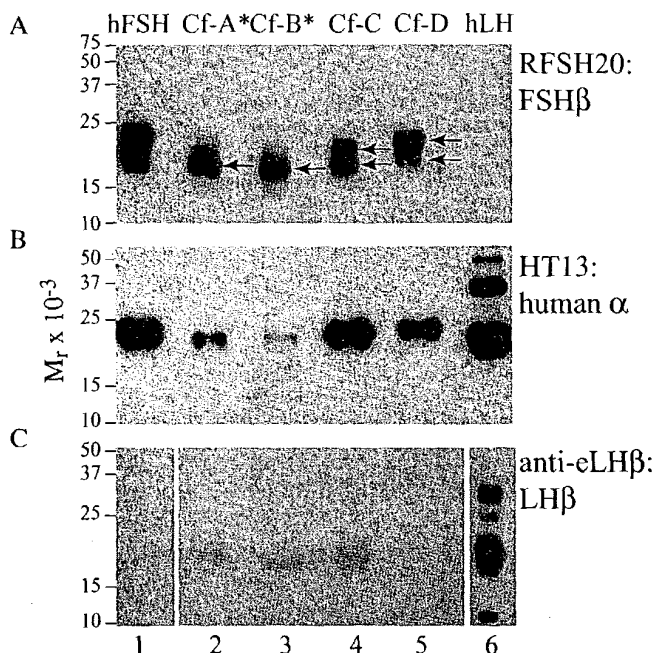 A
hFSH Cf-A* Cf-B* Cf-C Cf-D hLH
75
50
37
25
15
10
RFSH20:
FSHβ
B
50
37
25
15
10
HT13:
human α
Mr x 10-3
C
50
37
25
15
10
anti-eLHβ:
LHβ
1 2 3 4 5 6